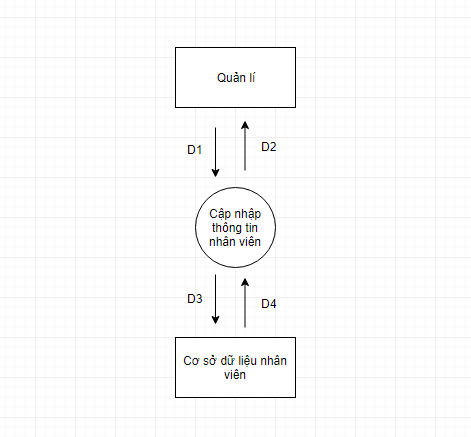 Quản lí
D1
D2
Cập nhập
thông tin
nhân viên
D3
D4
Cơ sở dữ liệu nhân
viên